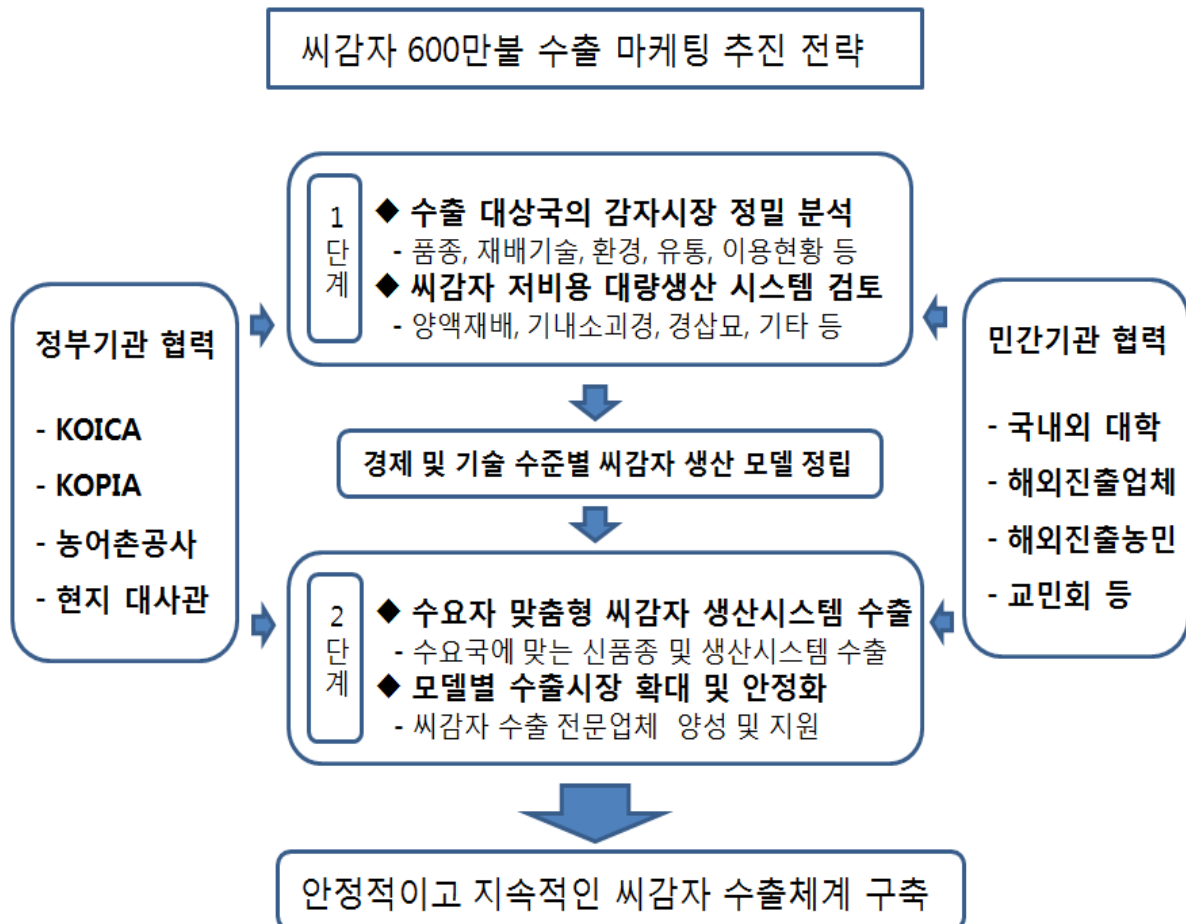 씨감자 600만불 수출 마케팅 추진 전략
1
단
계
◆ 수출 대상국의 감자시장 정밀 분석
- 품종, 재배기술, 환경, 유통, 이용현황 등
◆ 씨감자 저비용 대량생산 시스템 검토
- 양액재배, 기내소괴경, 경삽묘, 기타 등
정부기관 협력
- KOICA
- KOPIA
- 농어촌공사
- 현지 대사관
민간기관 협력
- 국내외 대학
- 해외진출업체
- 해외진출농민
- 교민회 등
경제 및 기술 수준별 씨감자 생산 모델 정립
2
단
계
◆ 수요자 맞춤형 씨감자 생산시스템 수출
- 수요국에 맞는 신품종 및 생산시스템 수출
◆ 모델별 수출시장 확대 및 안정화
- 씨감자 수출 전문업체 양성 및 지원
안정적이고 지속적인 씨감자 수출체계 구축